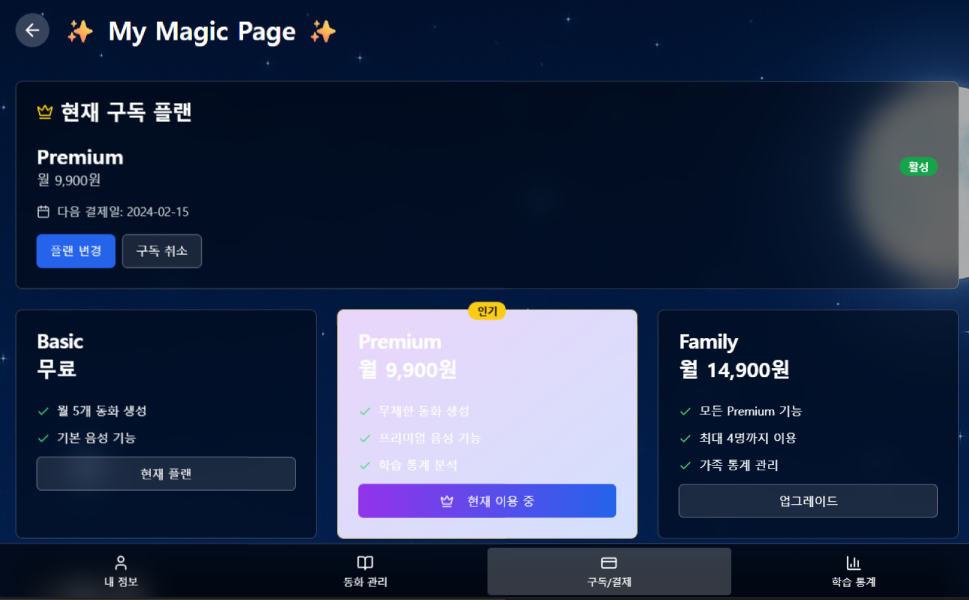 My Magic Page
현재 구독 플랜
Premium
월 9,900원
다음 결제일: 2024-02-15
활성
플랜 변경
구독 취소
Basic
무료
월 5개 동화 생성
기본 음성 기능
현재 플랜
인기
Premium
월 9,900원
무제한 동화 생성
프리미엄 음성 기능
학습 통계 분석
현재 이용 중
Family
월 14,900원
모든 Premium 기능
최대 4명까지 이용
가족 통계 관리
업그레이드
내 정보
동화 관리
구독/결제
학습 통계